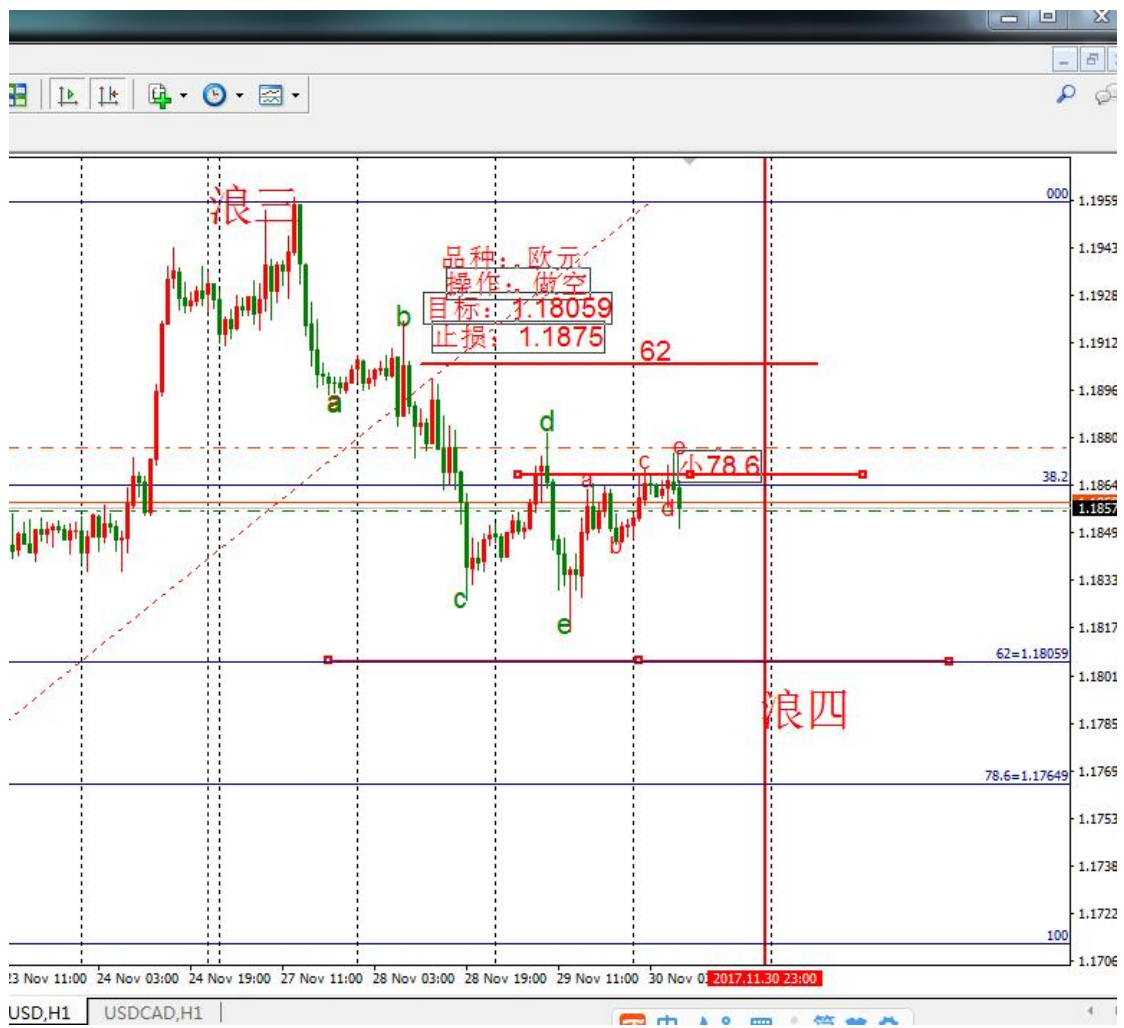 000
1.1959
浪三
1.1943
品种：欧元
操作：做空
1.1928
目标：1.18059
b
止损：1.1875
1.1912
62
1.1896
a
d
1.1880
c
e
小78.6
38.2
1.1864
a
d
1.1857
1.1849
b
1.1833
c
e
1.1817
62=1.18059
1.1801
浪四
1.1785
78.6=1.17649
1.1769
1.1753
1.1738
1.1722
100
1.1706
23 Nov 11:00 24 Nov 03:00 24 Nov 19:00 27 Nov 11:00 28 Nov 03:00 28 Nov 19:00 29 Nov 11:00 30 Nov 0 2017.11.30 23:00
USD,H1 USDCAD,H1
中 简